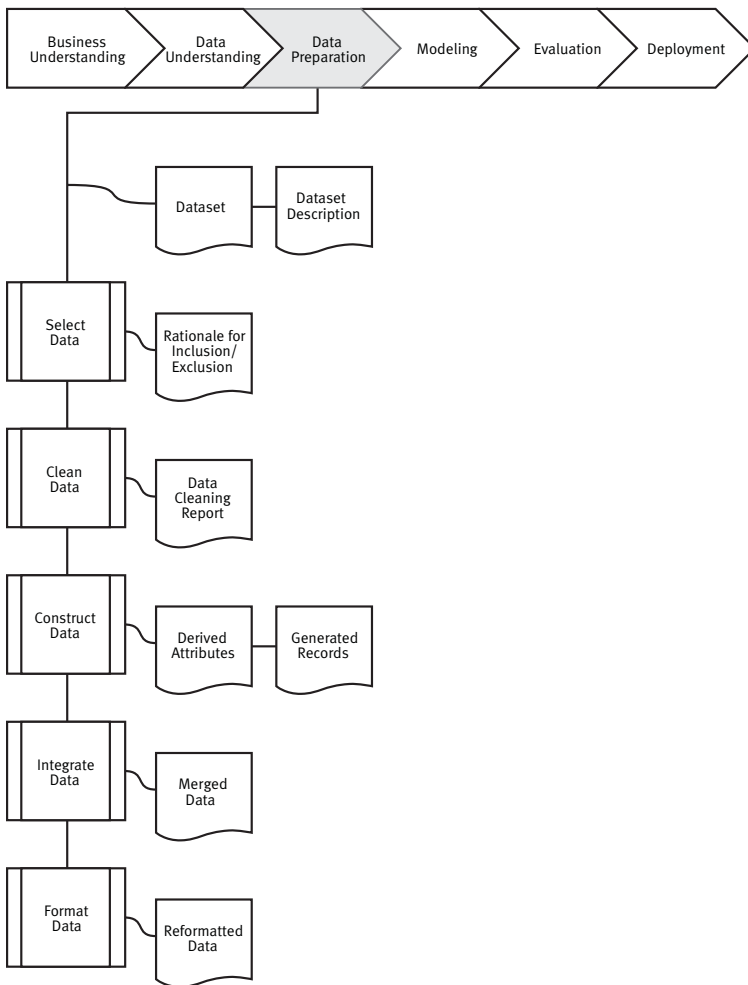 Business
Understanding
Data
Understanding
Data
Preparation
Modeling
Evaluation
Deployment
Dataset
Dataset
Description
Select
Data
Rationale for
Inclusion/
Exclusion
Clean
Data
Data
Cleaning
Report
Construct
Data
Derived
Attributes
Generated
Records
Integrate
Data
Merged
Data
Format
Data
Reformatted
Data